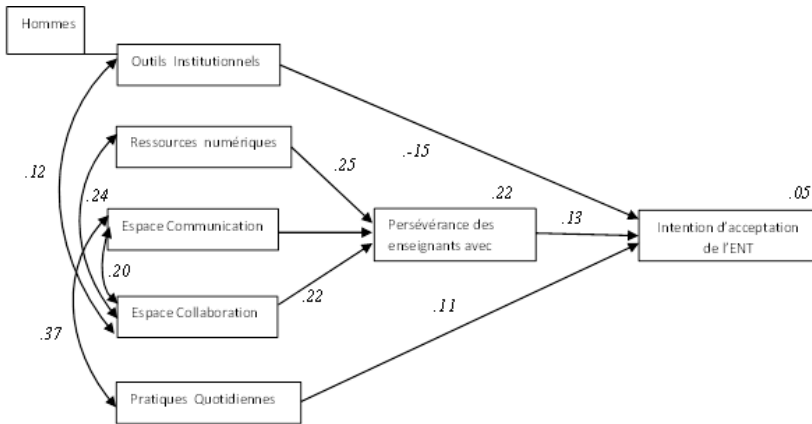 Hommes
Outils Institutionnels
Ressources numériques
.12
.24
.25
.-15
.22
.05
Espace Communication
Persévérance des
enseignants avec
.13
Intention d'acceptation
de l'ENT
.20
Espace Collaboration
.22
.11
.37
Pratiques Quotidiennes